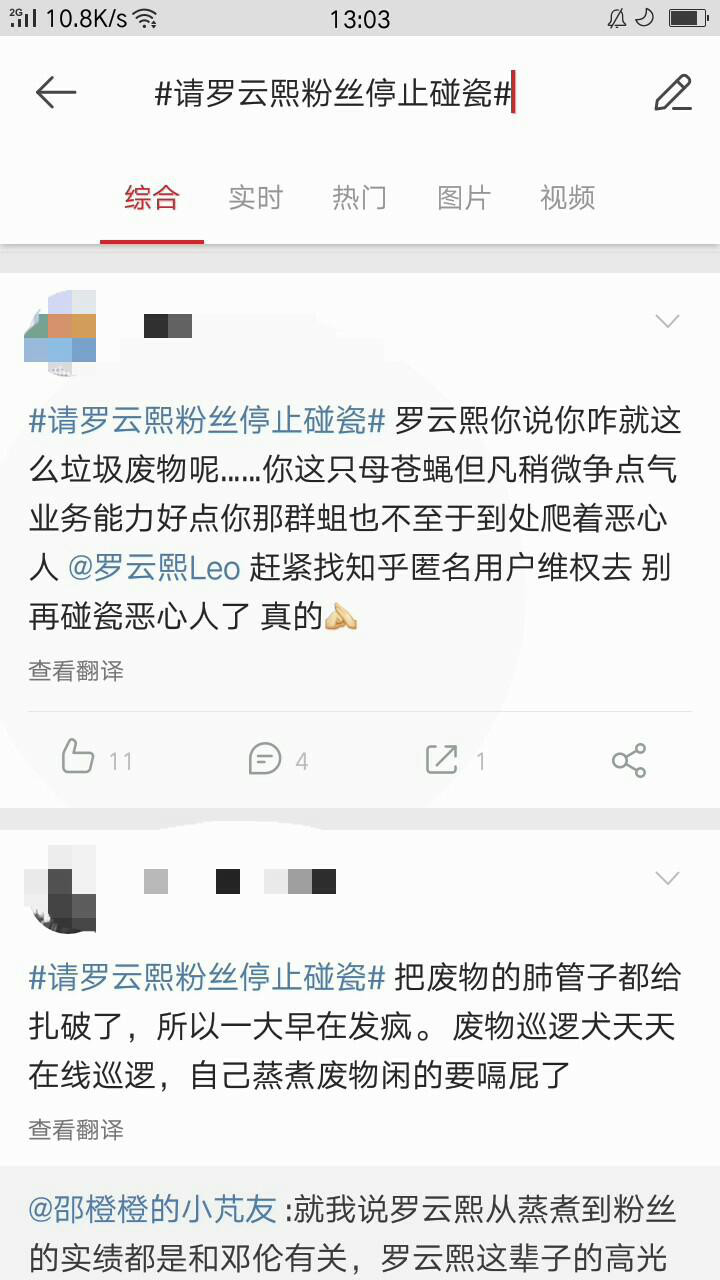 2G 10.8K/s 13:03
#请罗云熙粉丝停止碰瓷#
综合 实时 热门 图片 视频
#请罗云熙粉丝停止碰瓷# 罗云熙你说你咋就这
么垃圾废物呢……你这只母苍蝇但凡稍微争点气
业务能力好点你那群蛆也不至于到处爬着恶心
人 @罗云熙Leo 赶紧找知乎匿名用户维权去 别
再碰瓷恶心人了 真的🙏🏻
查看翻译
11 4 1
#请罗云熙粉丝停止碰瓷# 把废物的肺管子都给
扎破了，所以一大早在发疯。废物巡逻犬天天
在线巡逻，自己蒸煮废物闲的要嗝屁了
查看翻译
@邵橙橙的小芃友 :就我说罗云熙从蒸煮到粉丝
的实绩都是和邓伦有关，罗云熙这辈子的高光